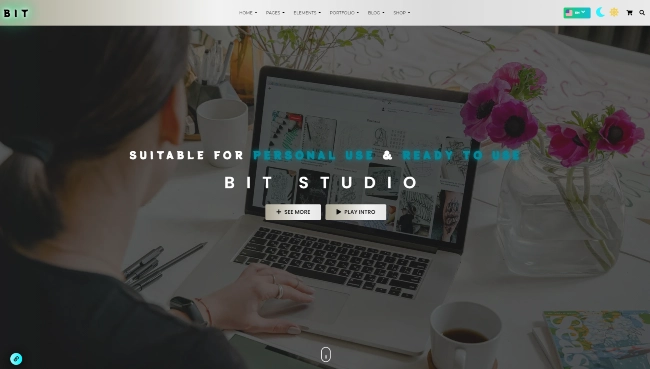 BIT
HOME PAGES ELEMENTS PORTFOLIO BLOG SHOP
SUITABLE FOR PERSONAL USE & READY TO USE
BIT STUDIO
SEE MORE PLAY INTRO